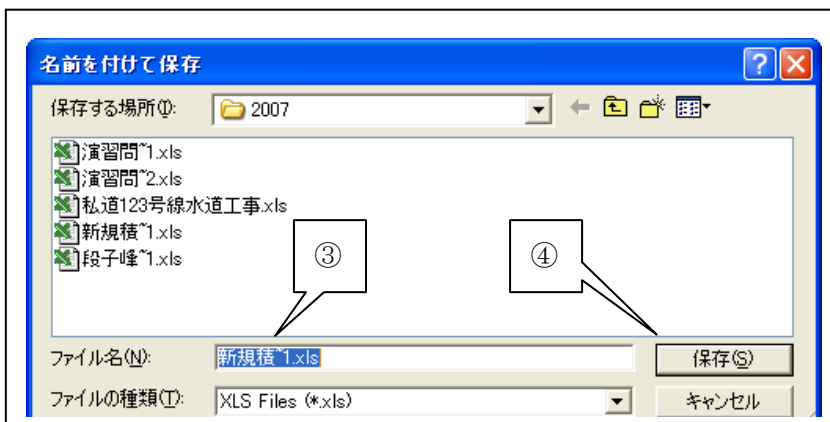 名前を付けて保存
保存する場所(I): 2007
演習問~1.xls
演習問~2.xls
私道123号線水道工事.xls
新規積~1.xls
段子峰~1.xls
③ ④
ファイル名(N): 新規積~1.xls 保存(S)
ファイルの種類(T): XLS Files (*.xls) キャンセル